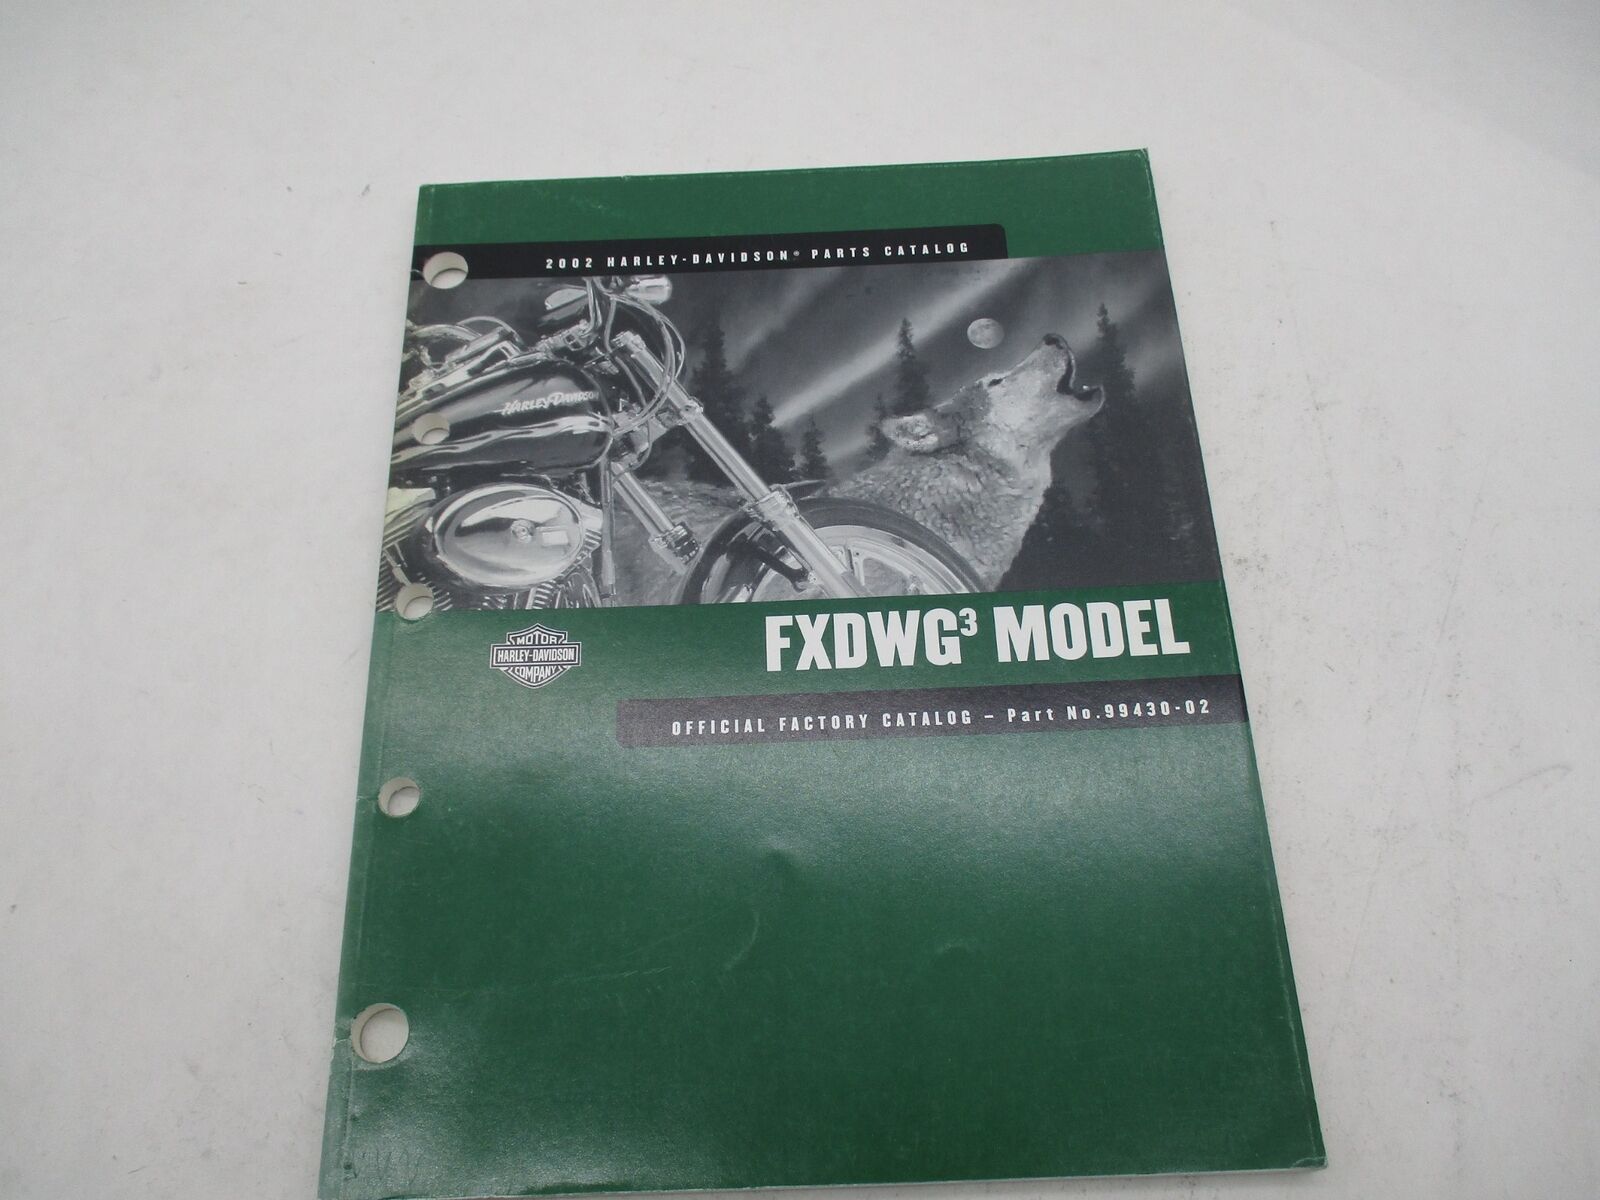 2002 HARLEY-DAVIDSON® PARTS CATALOG
HARLEY-DAVIDSON
FXDWG³ MODEL
MOTOR
HARLEY-DAVIDSON
COMPANY
OFFICIAL FACTORY CATALOG – Part No.99430-02